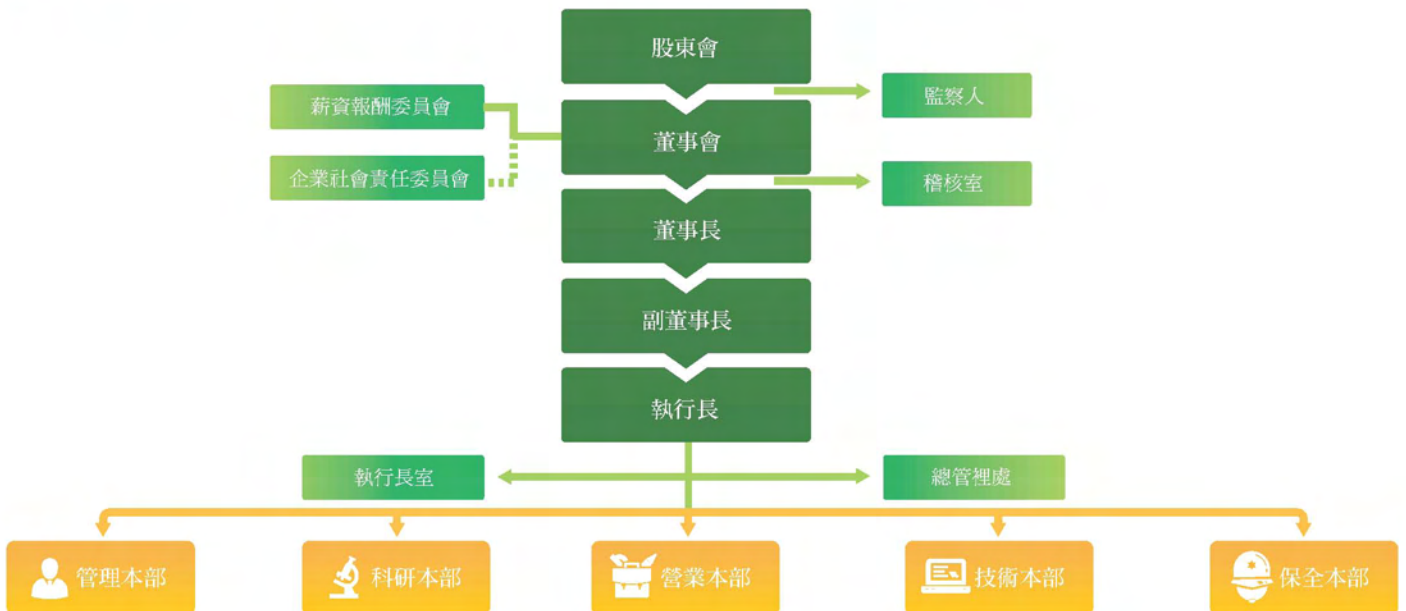 股東會
監察人
薪資報酬委員會
董事會
企業社會責任委員會
稽核室
董事長
副董事長
執行長
執行長室
總管裡處
管理本部
科研本部
營業本部
技術本部
保全本部